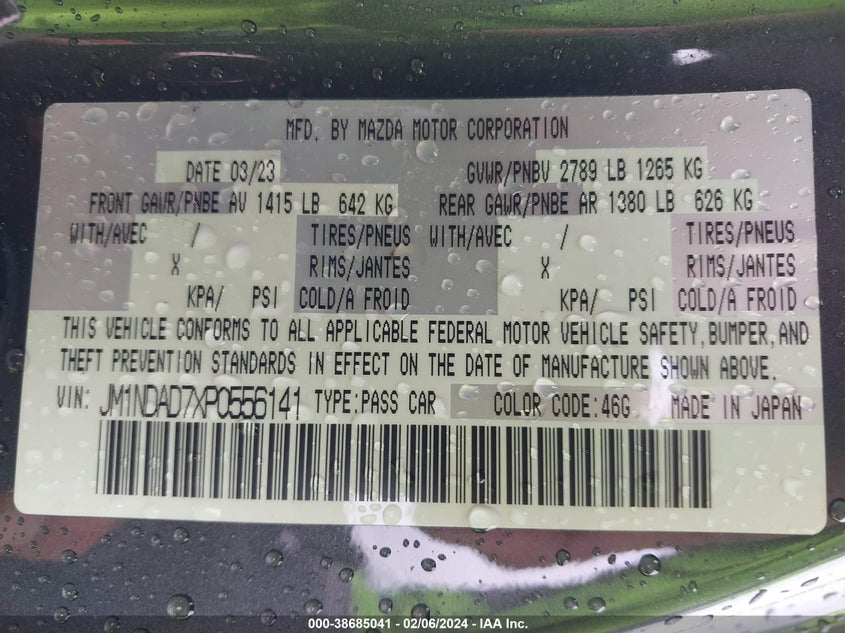 MFD. BY MAZDA MOTOR CORPORATION
DATE 03/23 GVWR/PNBV 2789 LB 1265 KG
FRONT GAWR/PNBE AV 1415 LB 642 KG REAR GAWR/PNBE AR 1380 LB 626 KG
WITH/AVEC / TIRES/PNEUS WITH/AVEC / TIRES/PNEUS
X RIMS/JANTES X RIMS/JANTES
KPA/ PSI COLD/A FROID KPA/ PSI COLD/A FROID
THIS VEHICLE CONFORMS TO ALL APPLICABLE FEDERAL MOTOR VEHICLE SAFETY, BUMPER, AND
THEFT PREVENTION STANDARDS IN EFFECT ON THE DATE OF MANUFACTURE SHOWN ABOVE.
VIN: JM1NDAD7XP0556141 TYPE:PASS CAR COLOR CODE:46G MADE IN JAPAN
000-38685041 - 02/06/2024 - IAA Inc.